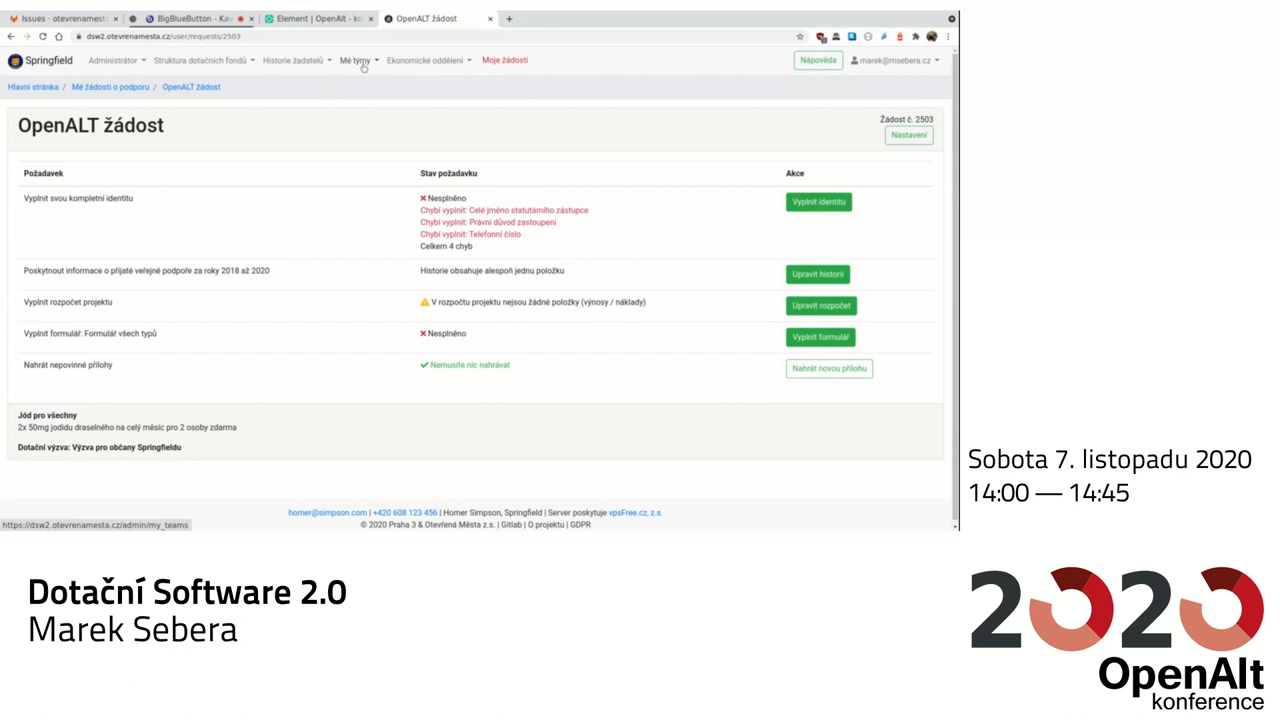 Issues · otevrenamest
BigBlueButton - Kav
Element | OpenAlt - ko
OpenALT žádost
dsw2.otevrenamesta.cz/user/requests/2503
Springfield
Administrátor
Struktura dotačních fondů
Historie žadatelů
Mé týmy
Ekonomické oddělení
Moje žádosti
Nápověda
marek@msebera.cz
Hlavní stránka / Mé žádosti o podporu / OpenALT žádost
OpenALT žádost
Žádost č. 2503
Nastavení
Požadavek Stav požadavku Akce
Vyplnit svou kompletní identitu
Nesplněno
Chybí vyplnit: Celé jméno statutárního zástupce
Chybí vyplnit: Právní důvod zastoupení
Chybí vyplnit: Telefonní číslo
Celkem 4 chyb
Vyplnit identitu
Poskytnout informace o přijaté veřejné podpoře za roky 2018 až 2020
Historie obsahuje alespoň jednu položku
Upravit historii
Vyplnit rozpočet projektu
V rozpočtu projektu nejsou žádné položky (výnosy / náklady)
Upravit rozpočet
Vyplnit formulář: Formulář všech typů
Nesplněno
Vyplnit formulář
Nahrát nepovinné přílohy
Nemusíte nic nahrávat
Nahrát novou přílohu
Jód pro všechny
2x 50mg jodidu draselného na celý měsíc pro 2 osoby zdarma
Dotační výzva: Výzva pro občany Springfieldu
homer@simpson.com | +420 608 123 456 | Homer Simpson, Springfield | Server poskytuje vpsFree.cz, z.s.
© 2020 Praha 3 & Otevřená Města z.s. | Gitlab | O projektu | GDPR
https://dsw2.otevrenamesta.cz/admin/my_teams
Sobota 7. listopadu 2020
14:00 — 14:45
Dotační Software 2.0
Marek Sebera
2020
OpenAlt
konference